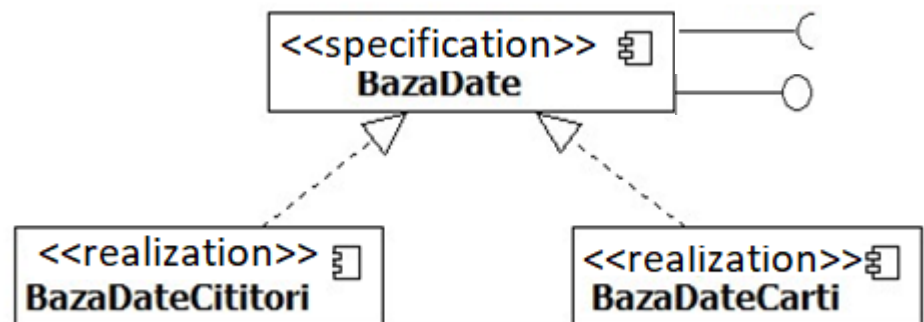 <<specification>>
BazaDate
<<realization>>
BazaDateCititori
<<realization>>
BazaDateCarti